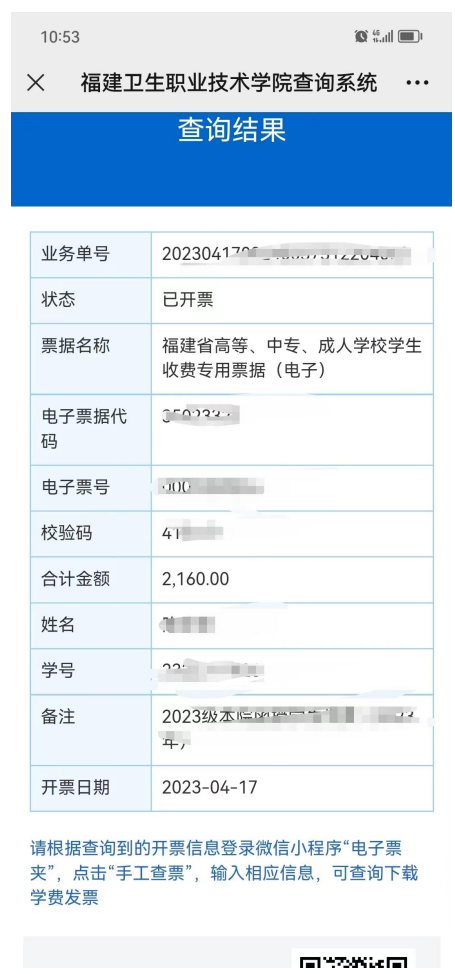 10:53
福建卫生职业技术学院查询系统
查询结果
业务单号
状态
已开票
票据名称
福建省高等、中专、成人学校学生
收费专用票据（电子）
电子票据代
码
电子票号
校验码
合计金额
2,160.00
姓名
学号
备注
2023级
年）
开票日期
2023-04-17
请根据查询到的开票信息登录微信小程序“电子票
夹”，点击“手工查票”，输入相应信息，可查询下载
学费发票